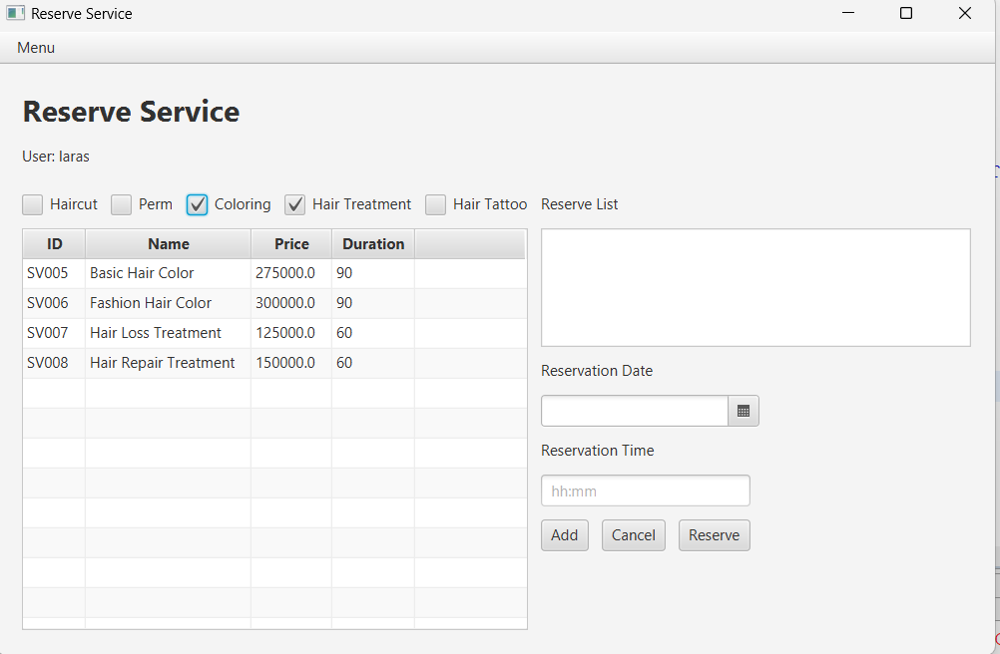 Reserve Service
Menu
Reserve Service
User: laras
Haircut Perm Coloring Hair Treatment Hair Tattoo Reserve List
ID Name Price Duration
SV005 Basic Hair Color 275000.0 90
SV006 Fashion Hair Color 300000.0 90
SV007 Hair Loss Treatment 125000.0 60
SV008 Hair Repair Treatment 150000.0 60
Reservation Date
Reservation Time
hh:mm
Add Cancel Reserve